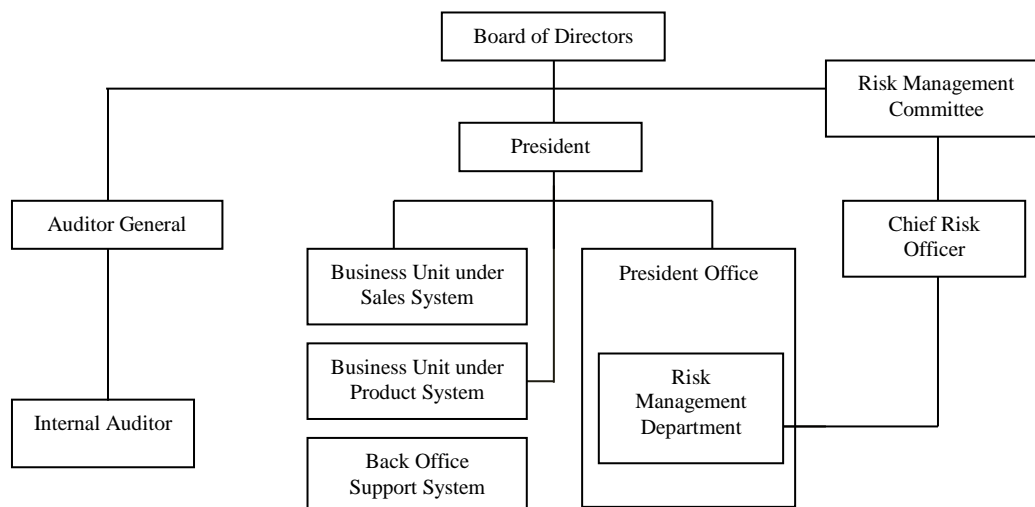 Board of Directors
Risk Management
Committee
President
Auditor General
Chief Risk
Officer
Business Unit under
Sales System
President Office
Business Unit under
Product System
Risk
Management
Department
Internal Auditor
Back Office
Support System